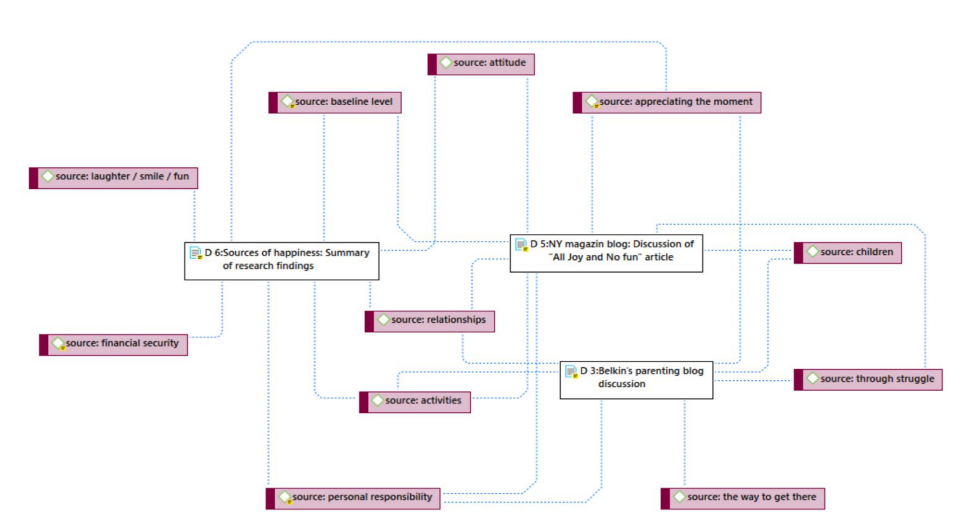 source: attitude
source: baseline level
source: appreciating the moment
source: laughter / smile / fun
D 6:Sources of happiness: Summary
of research findings
D 5:NY magazin blog: Discussion of
"All Joy and No fun" article
source: children
source: relationships
source: financial security
D 3:Belkin's parenting blog
discussion
source: through struggle
source: activities
source: personal responsibility
source: the way to get there